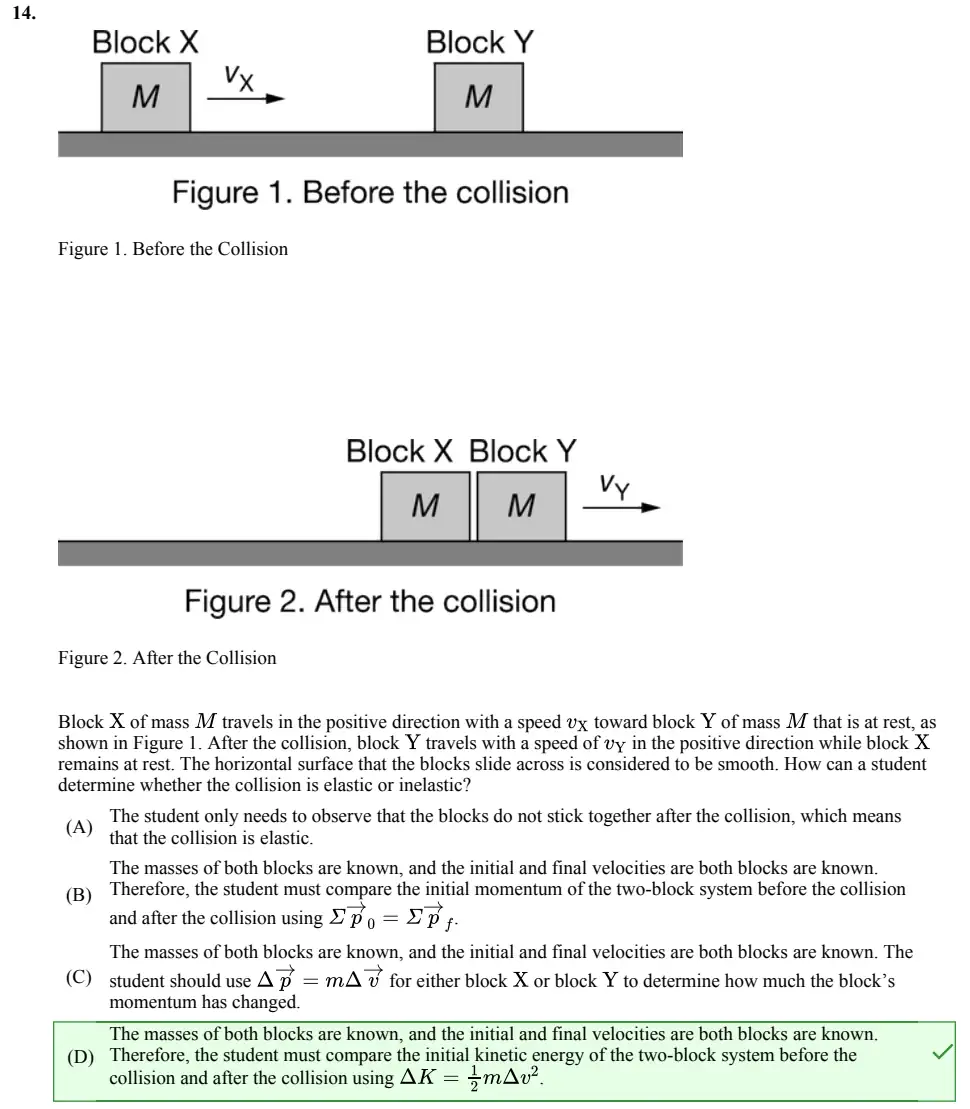 14.
Block X
Block Y
M
v_X
M
Figure 1. Before the collision
Figure 1. Before the Collision
Block X Block Y
M
M
v_Y
Figure 2. After the collision
Figure 2. After the Collision
Block X of mass M travels in the positive direction with a speed v_X toward block Y of mass M that is at rest, as
shown in Figure 1. After the collision, block Y travels with a speed of v_Y in the positive direction while block X
remains at rest. The horizontal surface that the blocks slide across is considered to be smooth. How can a student
determine whether the collision is elastic or inelastic?
(A) The student only needs to observe that the blocks do not stick together after the collision, which means
that the collision is elastic.
The masses of both blocks are known, and the initial and final velocities are both blocks are known.
(B) Therefore, the student must compare the initial momentum of the two-block system before the collision
and after the collision using Σp⃗_0 = Σp⃗_f.
The masses of both blocks are known, and the initial and final velocities are both blocks are known. The
(C) student should use Δp⃗ = mΔv⃗ for either block X or block Y to determine how much the block's
momentum has changed.
The masses of both blocks are known, and the initial and final velocities are both blocks are known.
(D) Therefore, the student must compare the initial kinetic energy of the two-block system before the
collision and after the collision using ΔK = ½mΔv².